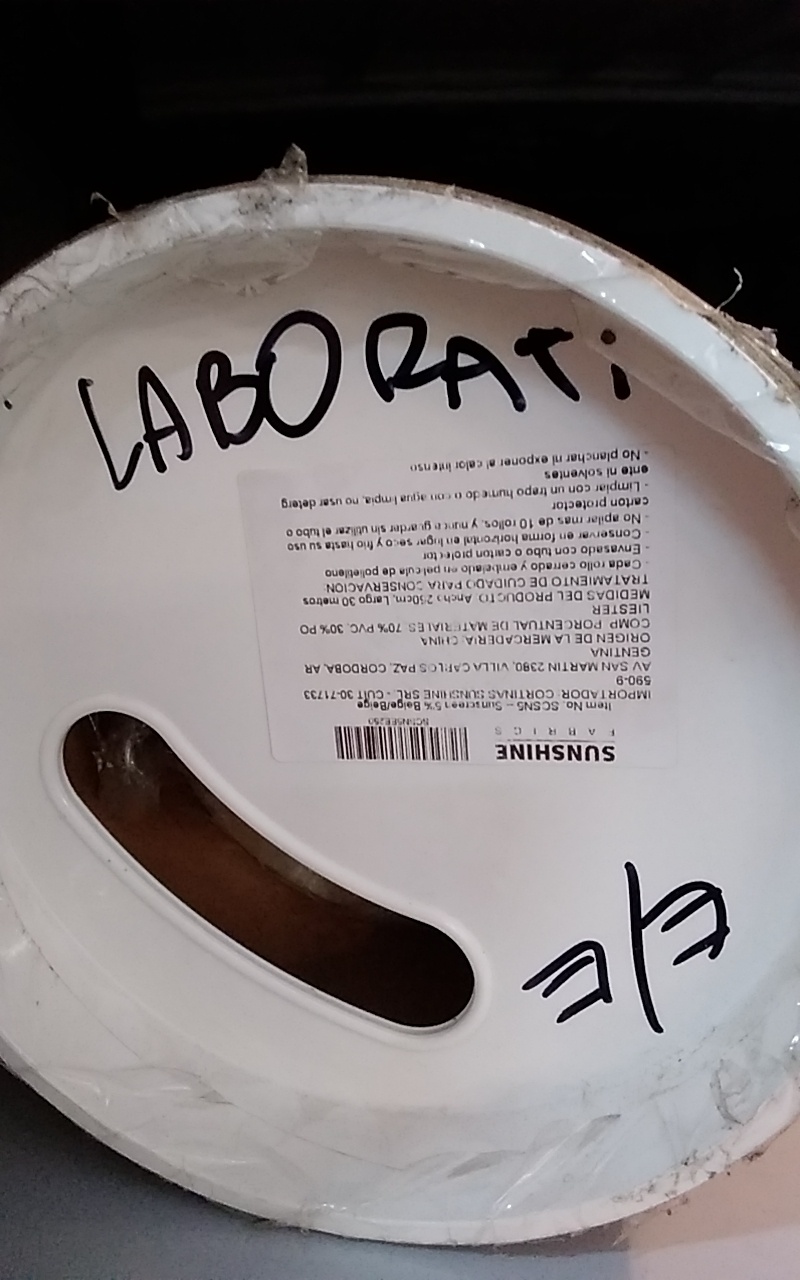 LABORATI
SUNSHINE
FABRICS
SCNNSEE250
Item No. SCSN5 – Sunscreen 5% Beige/Beige
IMPORTADOR: CORTINAS SUNSHINE SRL - CUIT 30-71733
590-9
AV SAN MARTIN 2380, VILLA CARLOS PAZ, CORDOBA, AR
GENTINA
ORIGEN DE LA MERCADERIA: CHINA
COMP. PORCENTUAL DE MATERIALES: 70% PVC, 30% PO
LIESTER
MEDIDAS DEL PRODUCTO: Ancho 250cm, Largo 30 metros
TRATAMIENTO DE CUIDADO PARA CONSERVACION:
- Cada rollo cerrado y embalado en pelicula de polietileno
- Envasado con tubo o carton protector
- Conservar en forma horizontal en lugar seco y frio hasta su uso
- No apilar mas de 10 rollos, y nunca guarder sin utilizar el tubo o
carton protector
- Limpiar con un trapo humedo o con agua limpia, no usar deterg
ente ni solventes
- No planchar ni exponer al calor intenso